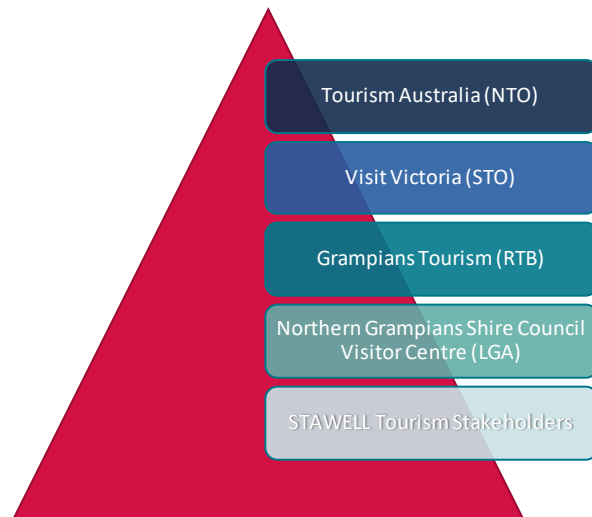 Tourism Australia (NTO)
Visit Victoria (STO)
Grampians Tourism (RTB)
Northern Grampians Shire Council
Visitor Centre (LGA)
STAWELL Tourism Stakeholders